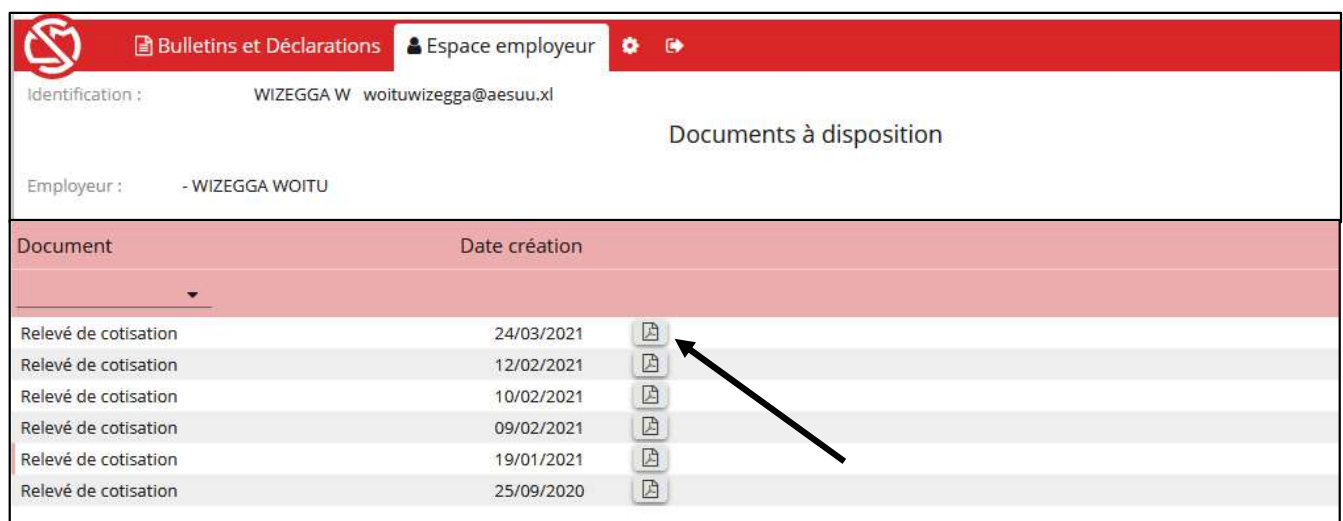 Bulletins et Déclarations Espace employeur
Identification : WIZEGGA W woituwizegga@aesuu.xl
Documents à disposition
Employeur : - WIZEGGA WOITU
Document Date création
Relevé de cotisation 24/03/2021
Relevé de cotisation 12/02/2021
Relevé de cotisation 10/02/2021
Relevé de cotisation 09/02/2021
Relevé de cotisation 19/01/2021
Relevé de cotisation 25/09/2020